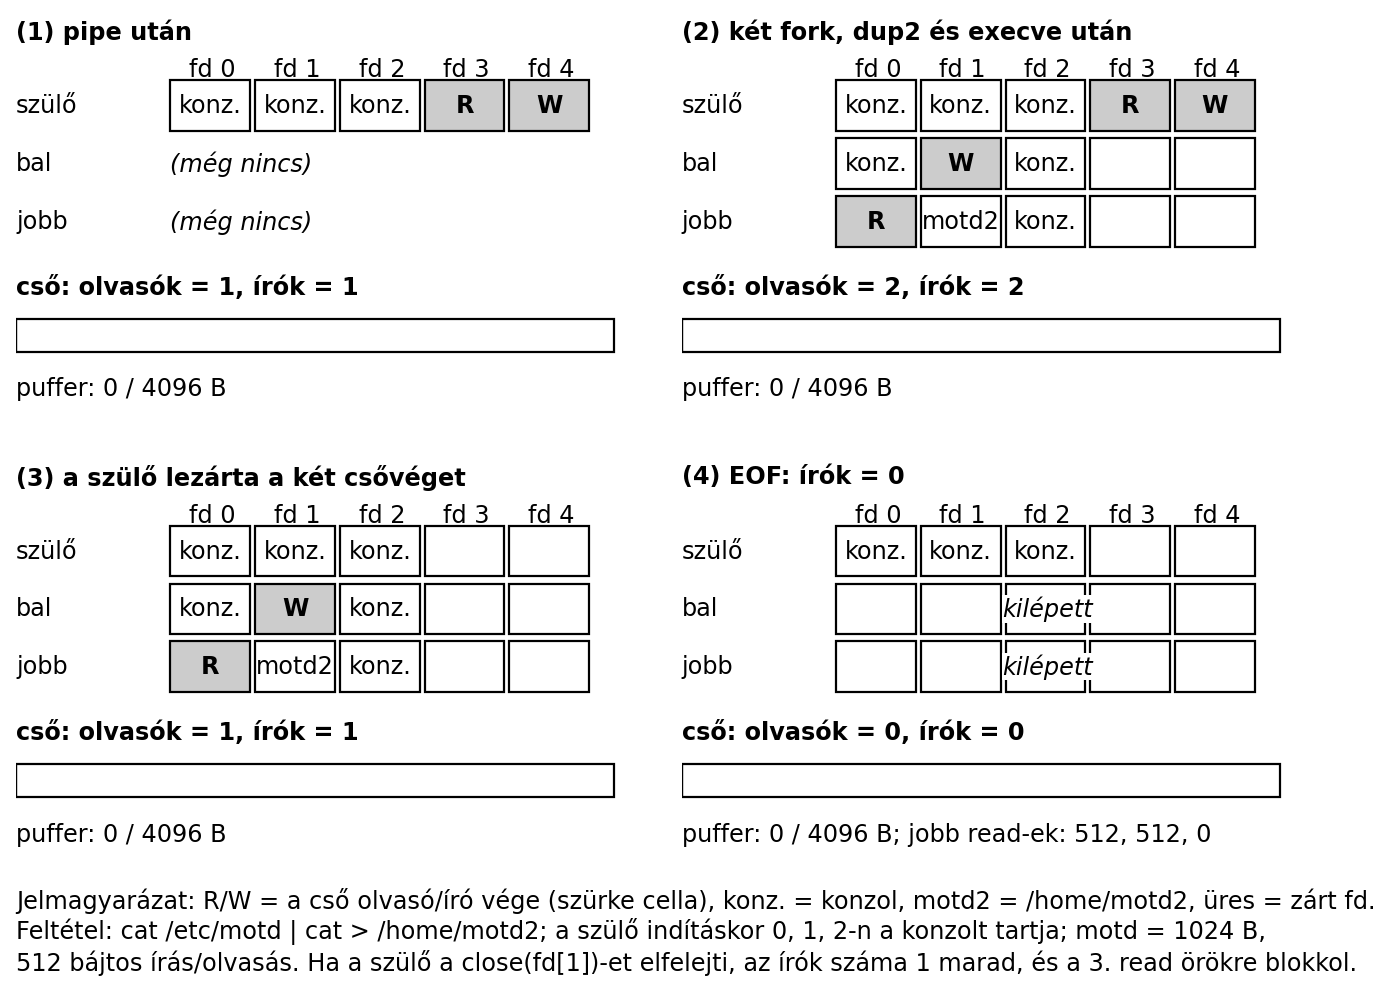 (1) pipe után
fd 0 fd 1 fd 2 fd 3 fd 4
szülő konz. konz. konz. R W
bal (még nincs)
jobb (még nincs)
cső: olvasók = 1, írók = 1
puffer: 0 / 4096 B
(2) két fork, dup2 és execve után
fd 0 fd 1 fd 2 fd 3 fd 4
szülő konz. konz. konz. R W
bal konz. W konz.
jobb R motd2 konz.
cső: olvasók = 2, írók = 2
puffer: 0 / 4096 B
(3) a szülő lezárta a két csővéget
fd 0 fd 1 fd 2 fd 3 fd 4
szülő konz. konz. konz.
bal konz. W konz.
jobb R motd2 konz.
cső: olvasók = 1, írók = 1
puffer: 0 / 4096 B
(4) EOF: írók = 0
fd 0 fd 1 fd 2 fd 3 fd 4
szülő konz. konz. konz.
bal kilépett
jobb kilépett
cső: olvasók = 0, írók = 0
puffer: 0 / 4096 B; jobb read-ek: 512, 512, 0
Jelmagyarázat: R/W = a cső olvasó/író vége (szürke cella), konz. = konzol, motd2 = /home/motd2, üres = zárt fd.
Feltétel: cat /etc/motd | cat > /home/motd2; a szülő indításkor 0, 1, 2-n a konzolt tartja; motd = 1024 B,
512 bájtos írás/olvasás. Ha a szülő a close(fd[1])-et elfelejti, az írók száma 1 marad, és a 3. read örökre blokkol.